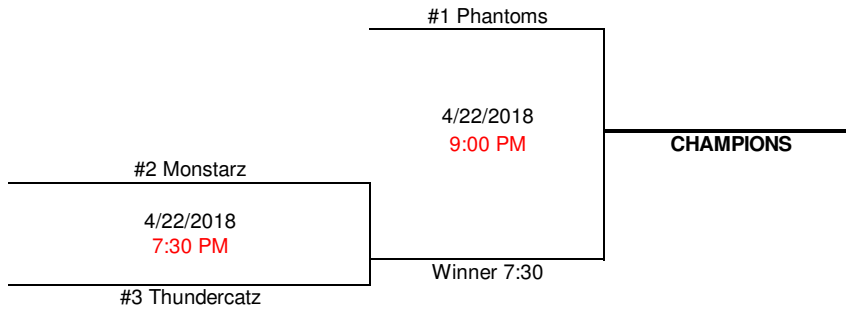 #1 Phantoms
4/22/2018
9:00 PM
CHAMPIONS
#2 Monstarz
4/22/2018
7:30 PM
Winner 7:30
#3 Thundercatz